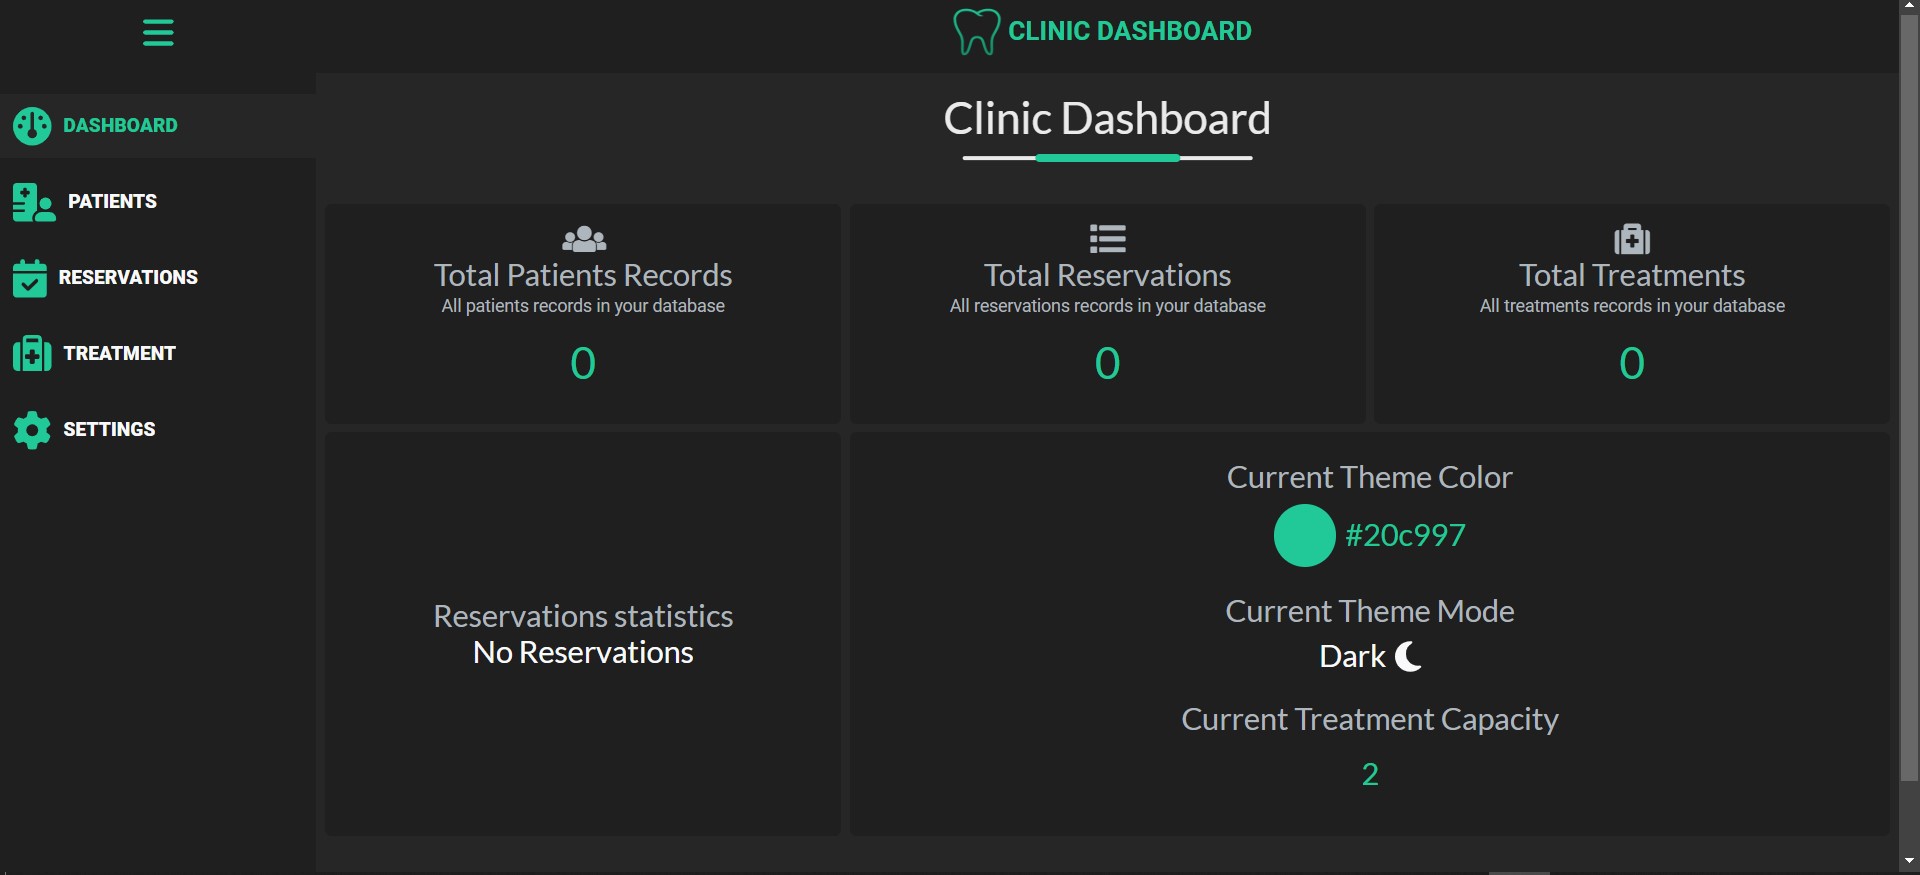 CLINIC DASHBOARD
DASHBOARD
PATIENTS
RESERVATIONS
TREATMENT
SETTINGS
Clinic Dashboard
Total Patients Records
All patients records in your database
0
Total Reservations
All reservations records in your database
0
Total Treatments
All treatments records in your database
0
Reservations statistics
No Reservations
Current Theme Color
#20c997
Current Theme Mode
Dark
Current Treatment Capacity
2